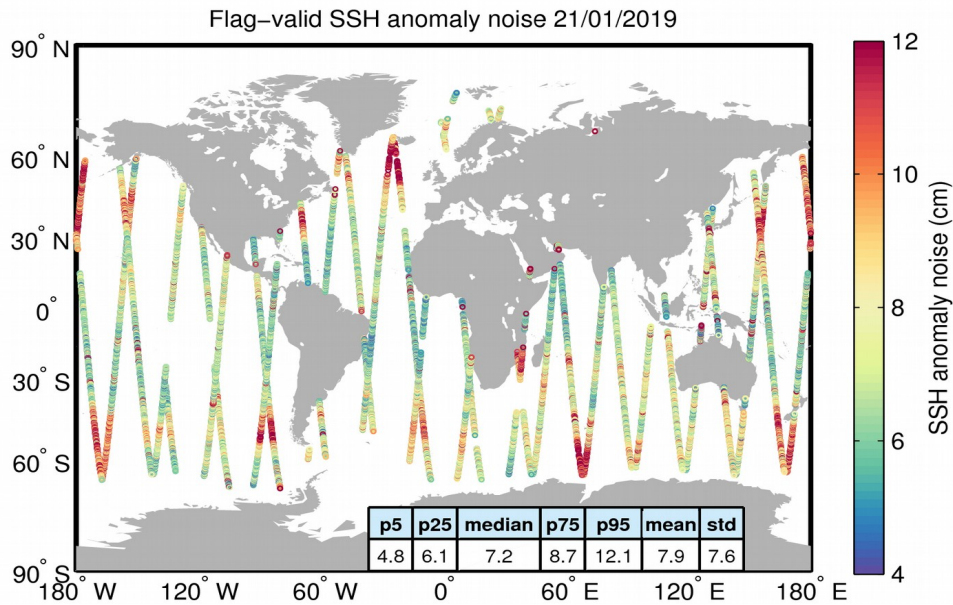 Flag−valid SSH anomaly noise 21/01/2019
90° N
60° N
30° N
0°
30° S
60° S
90° S
180° W
120° W
60° W
0°
60° E
120° E
180° E
p5 p25 median p75 p95 mean std
4.8 6.1 7.2 8.7 12.1 7.9 7.6
12
10
8
6
4
SSH anomaly noise (cm)